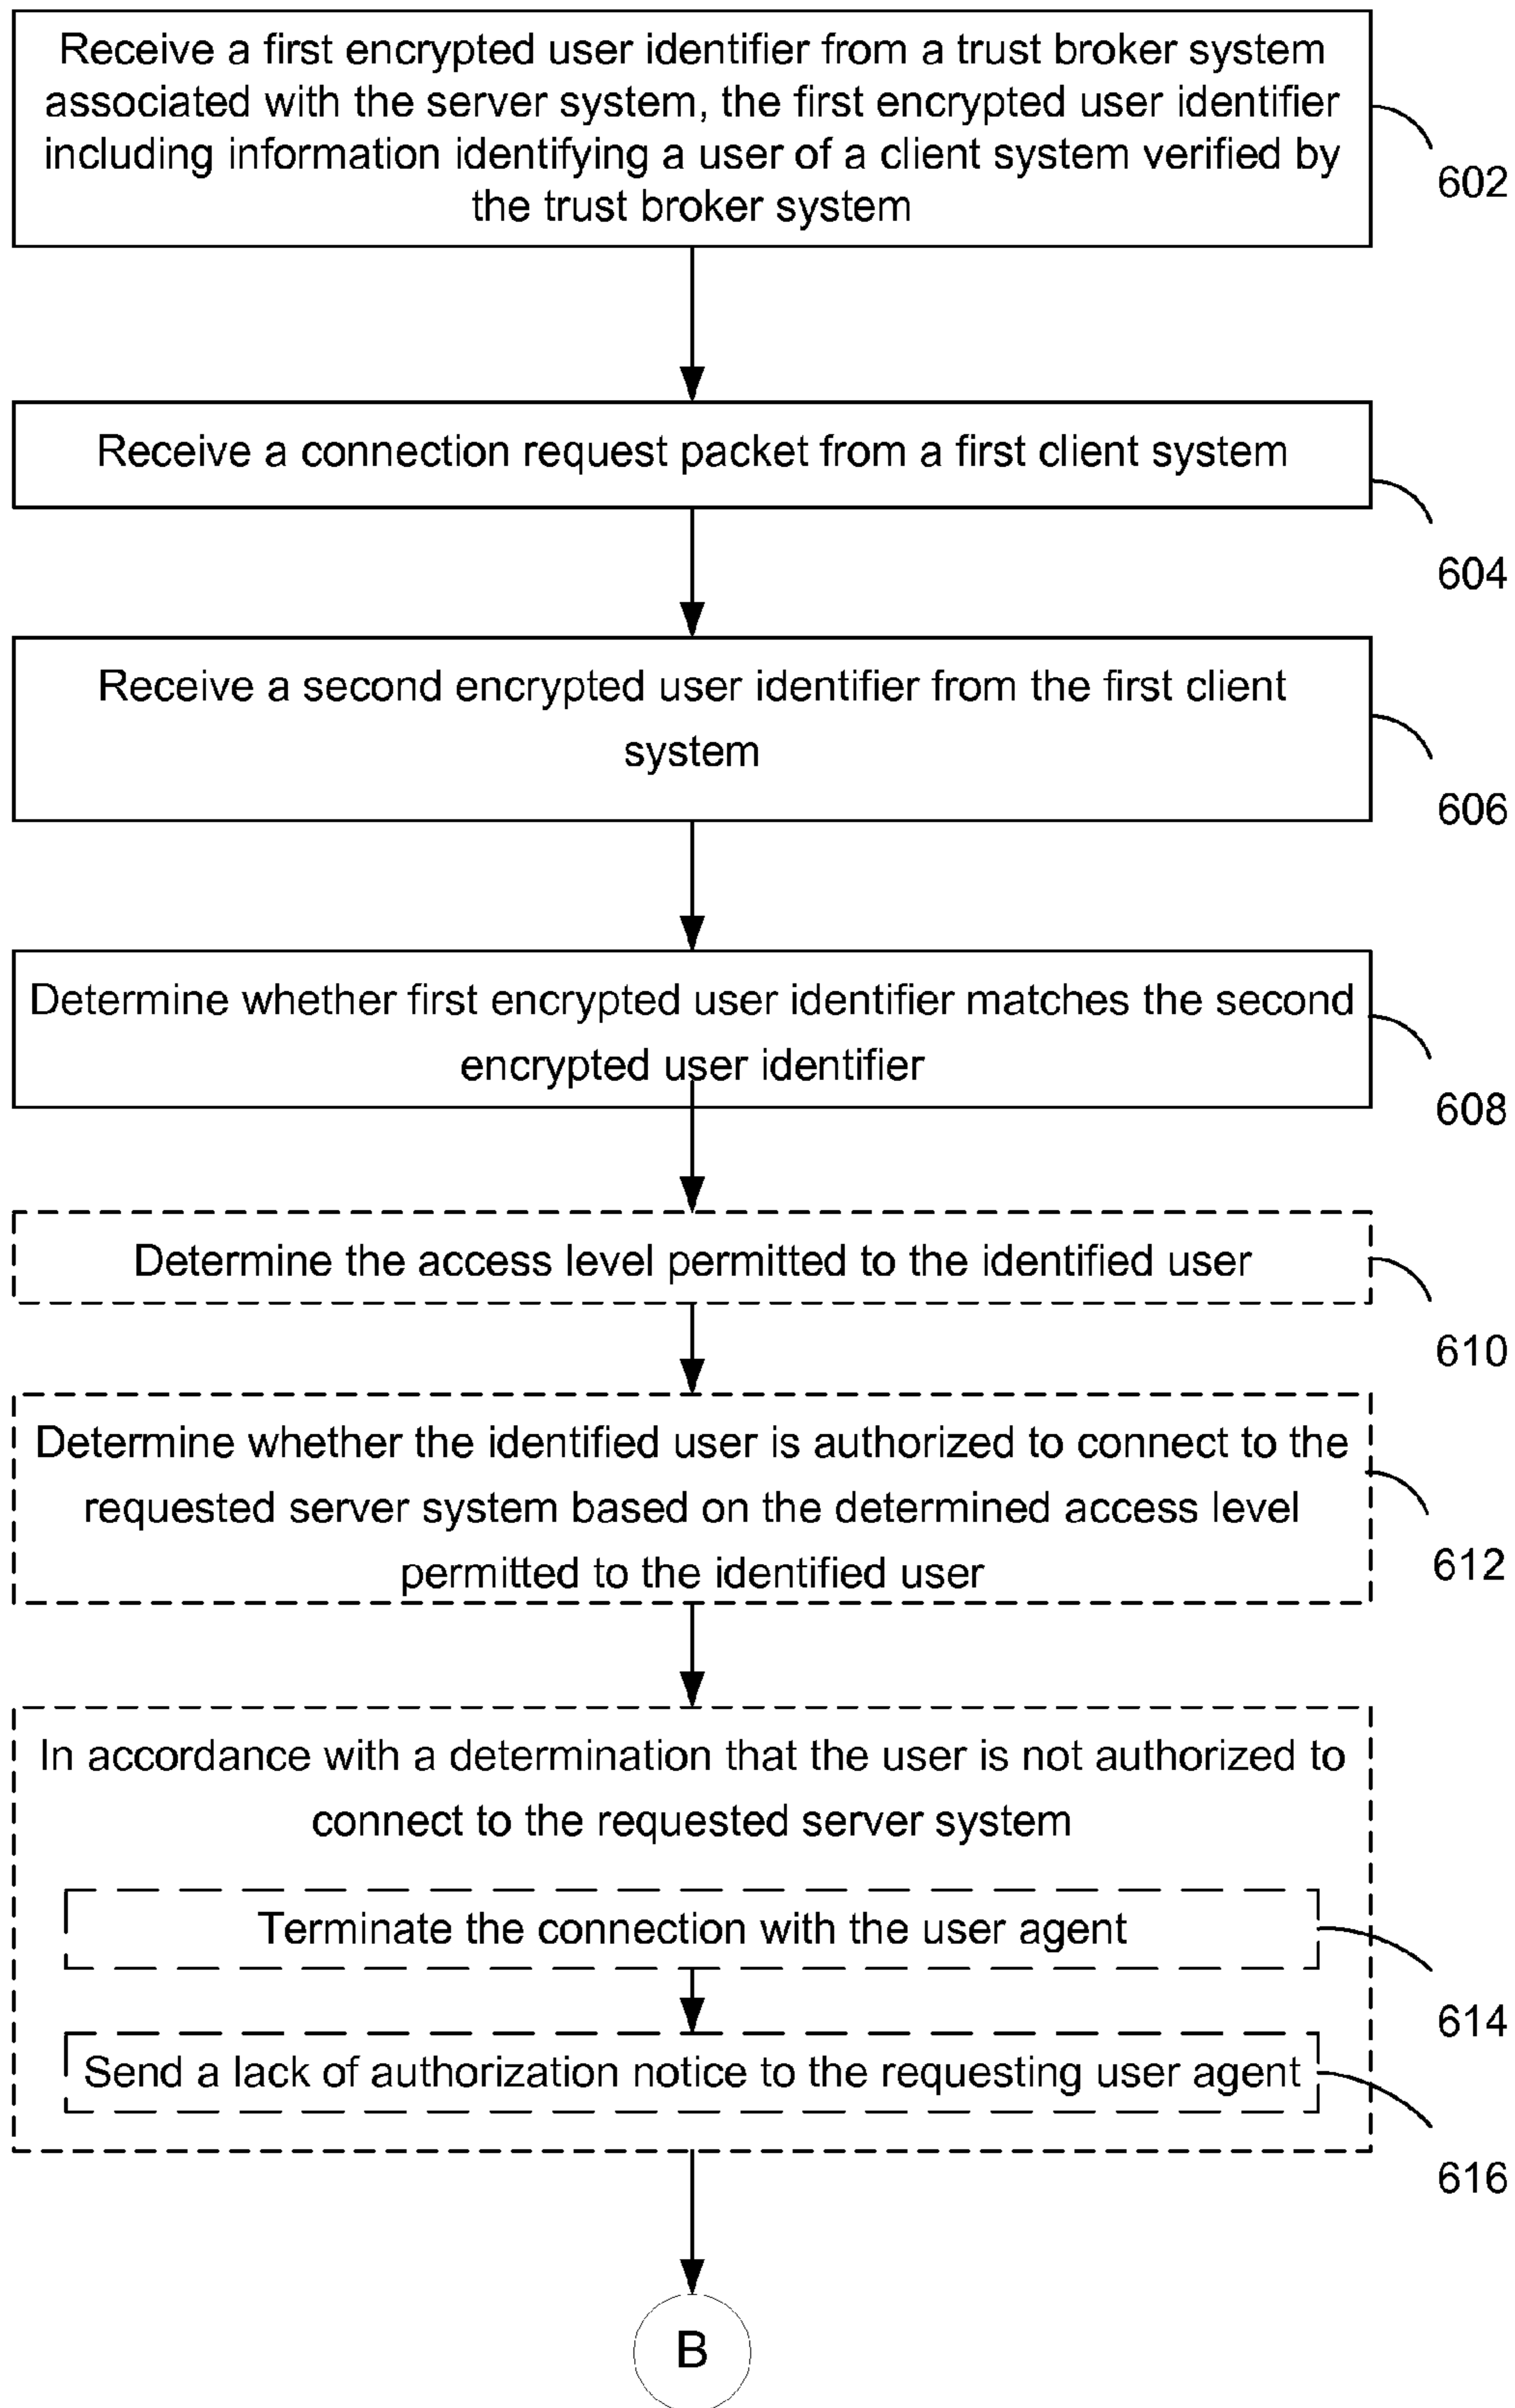 Receive a first encrypted user identifier from a trust broker system
associated with the server system, the first encrypted user identifier
including information identifying a user of a client system verified by
the trust broker system
602
Receive a connection request packet from a first client system
604
Receive a second encrypted user identifier from the first client
system
606
Determine whether first encrypted user identifier matches the second
encrypted user identifier
608
Determine the access level permitted to the identified user
610
Determine whether the identified user is authorized to connect to the
requested server system based on the determined access level
permitted to the identified user
612
In accordance with a determination that the user is not authorized to
connect to the requested server system
Terminate the connection with the user agent
614
Send a lack of authorization notice to the requesting user agent
616
B